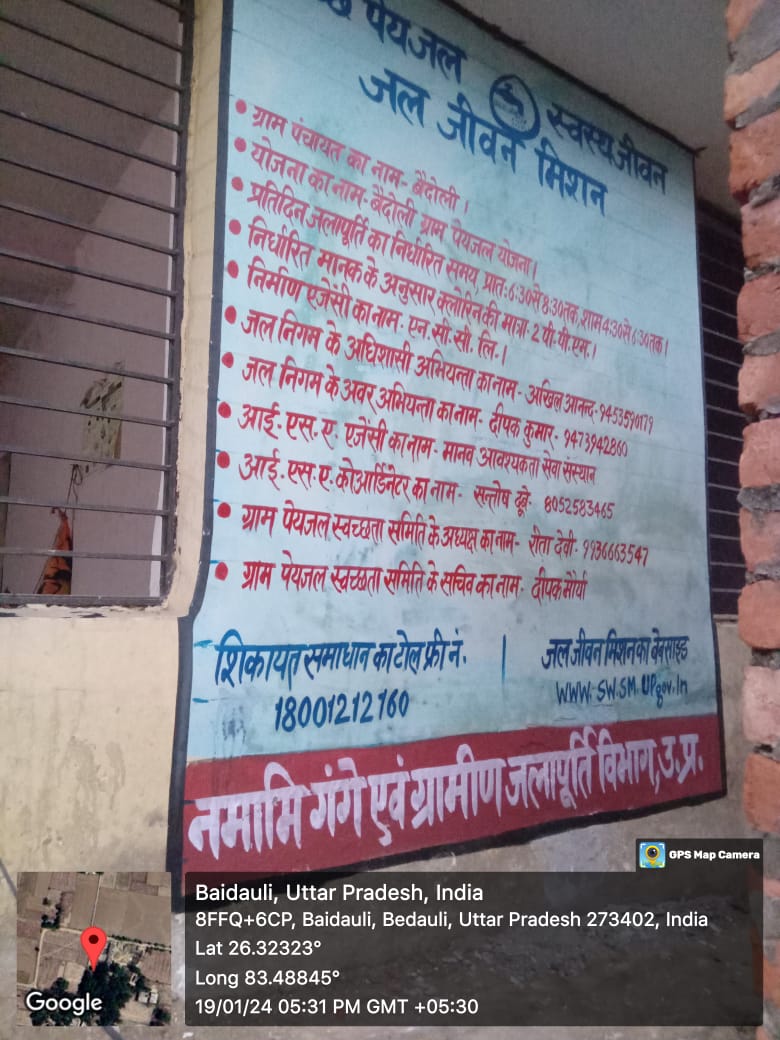 पेयजल स्वस्थ जीवन
जल जीवन मिशन
• ग्राम पंचायत का नाम- बैदोली ।
• योजना का नाम- बैदोली ग्राम पेयजल योजना ।
• प्रतिदिन जलापूर्ति का निर्धारित समय, प्रातः 6:30 से 8:30 तक, शाम 4:30 से 6:30 तक ।
• निर्धारित मानक के अनुसार क्लोरिन की मात्रा- 2 पी.पी.एम. ।
• निर्माण एजेंसी का नाम- एन.सी.सी. लि. ।
• जल निगम के अधिशासी अभियन्ता का नाम- अखिल आनन्द- 9453590179
• जल निगम के अवर अभियन्ता का नाम- दीपक कुमार- 9473942860
• आई.एस.ए. एजेंसी का नाम- मानव आवश्यकता सेवा संस्थान
• आई.एस.ए. कोआर्डिनेटर का नाम- सन्तोष दूबे- 8052583465
• ग्राम पेयजल स्वच्छता समिति के अध्यक्ष का नाम- रीता देवी- 9936663547
• ग्राम पेयजल स्वच्छता समिति के सचिव का नाम- दीपक मौर्या
शिकायत समाधान का टोल फ्री नं. | जल जीवन मिशन का बेबसाइड
18001212160 WWW.SWSM.UPgov.In
नमामि गंगे एवं ग्रामीण जलापूर्ति विभाग, उ.प्र.
GPS Map Camera
Baidauli, Uttar Pradesh, India
8FFQ+6CP, Baidauli, Bedauli, Uttar Pradesh 273402, India
Lat 26.32323°
Long 83.48845°
19/01/24 05:31 PM GMT +05:30
Google